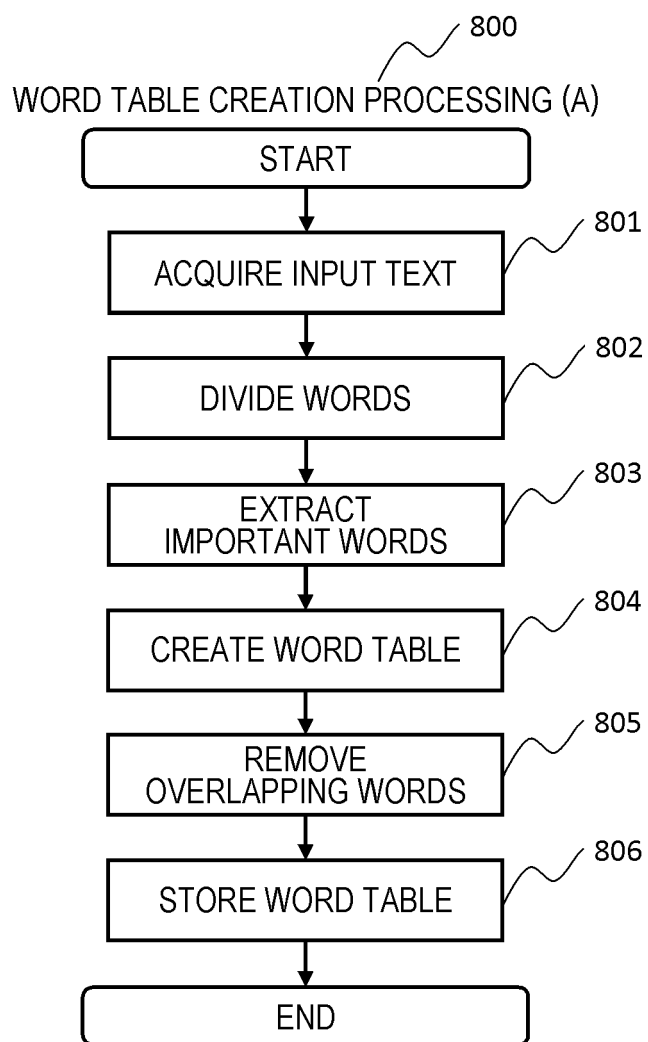 800
WORD TABLE CREATION PROCESSING (A)
START
801
ACQUIRE INPUT TEXT
802
DIVIDE WORDS
803
EXTRACT
IMPORTANT WORDS
804
CREATE WORD TABLE
805
REMOVE
OVERLAPPING WORDS
806
STORE WORD TABLE
END